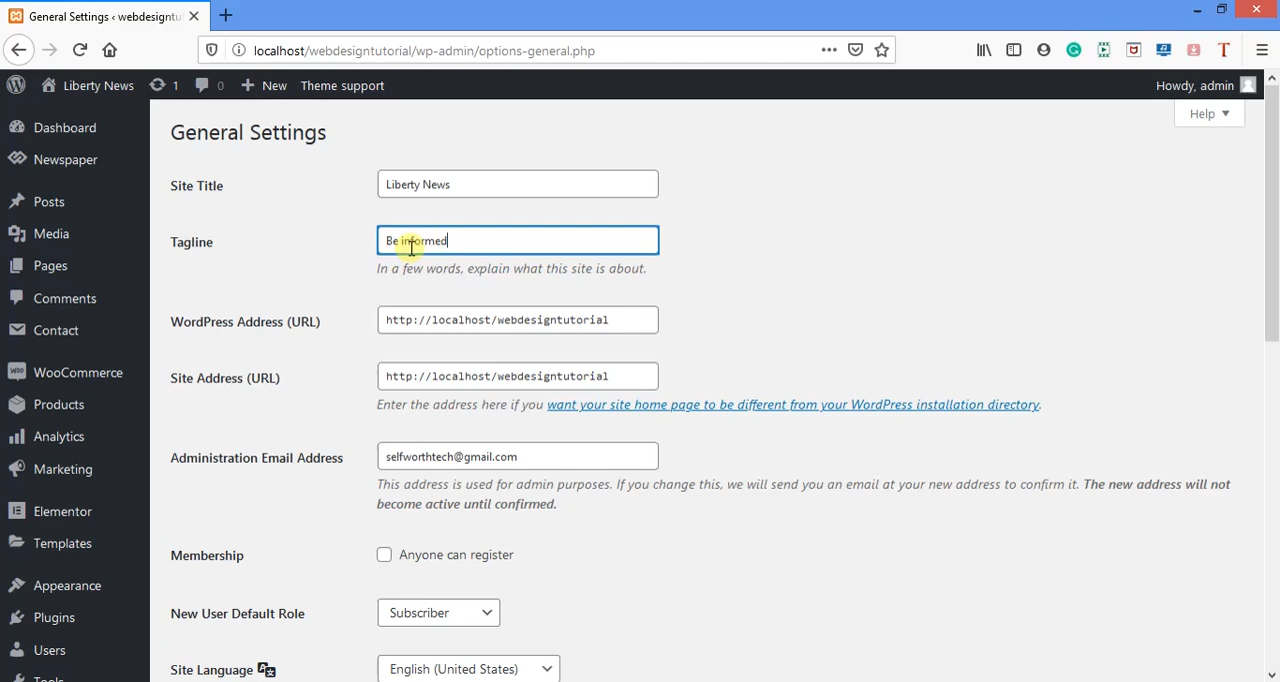 General Settings ‹ webdesigntu
localhost/webdesigntutorial/wp-admin/options-general.php
Liberty News 1 0 New Theme support Howdy, admin
Help
Dashboard
Newspaper
Posts
Media
Pages
Comments
Contact
WooCommerce
Products
Analytics
Marketing
Elementor
Templates
Appearance
Plugins
Users
General Settings
Site Title Liberty News
Tagline Be informed
In a few words, explain what this site is about.
WordPress Address (URL) http://localhost/webdesigntutorial
Site Address (URL) http://localhost/webdesigntutorial
Enter the address here if you want your site home page to be different from your WordPress installation directory.
Administration Email Address selfworthtech@gmail.com
This address is used for admin purposes. If you change this, we will send you an email at your new address to confirm it. The new address will not
become active until confirmed.
Membership Anyone can register
New User Default Role Subscriber
Site Language English (United States)